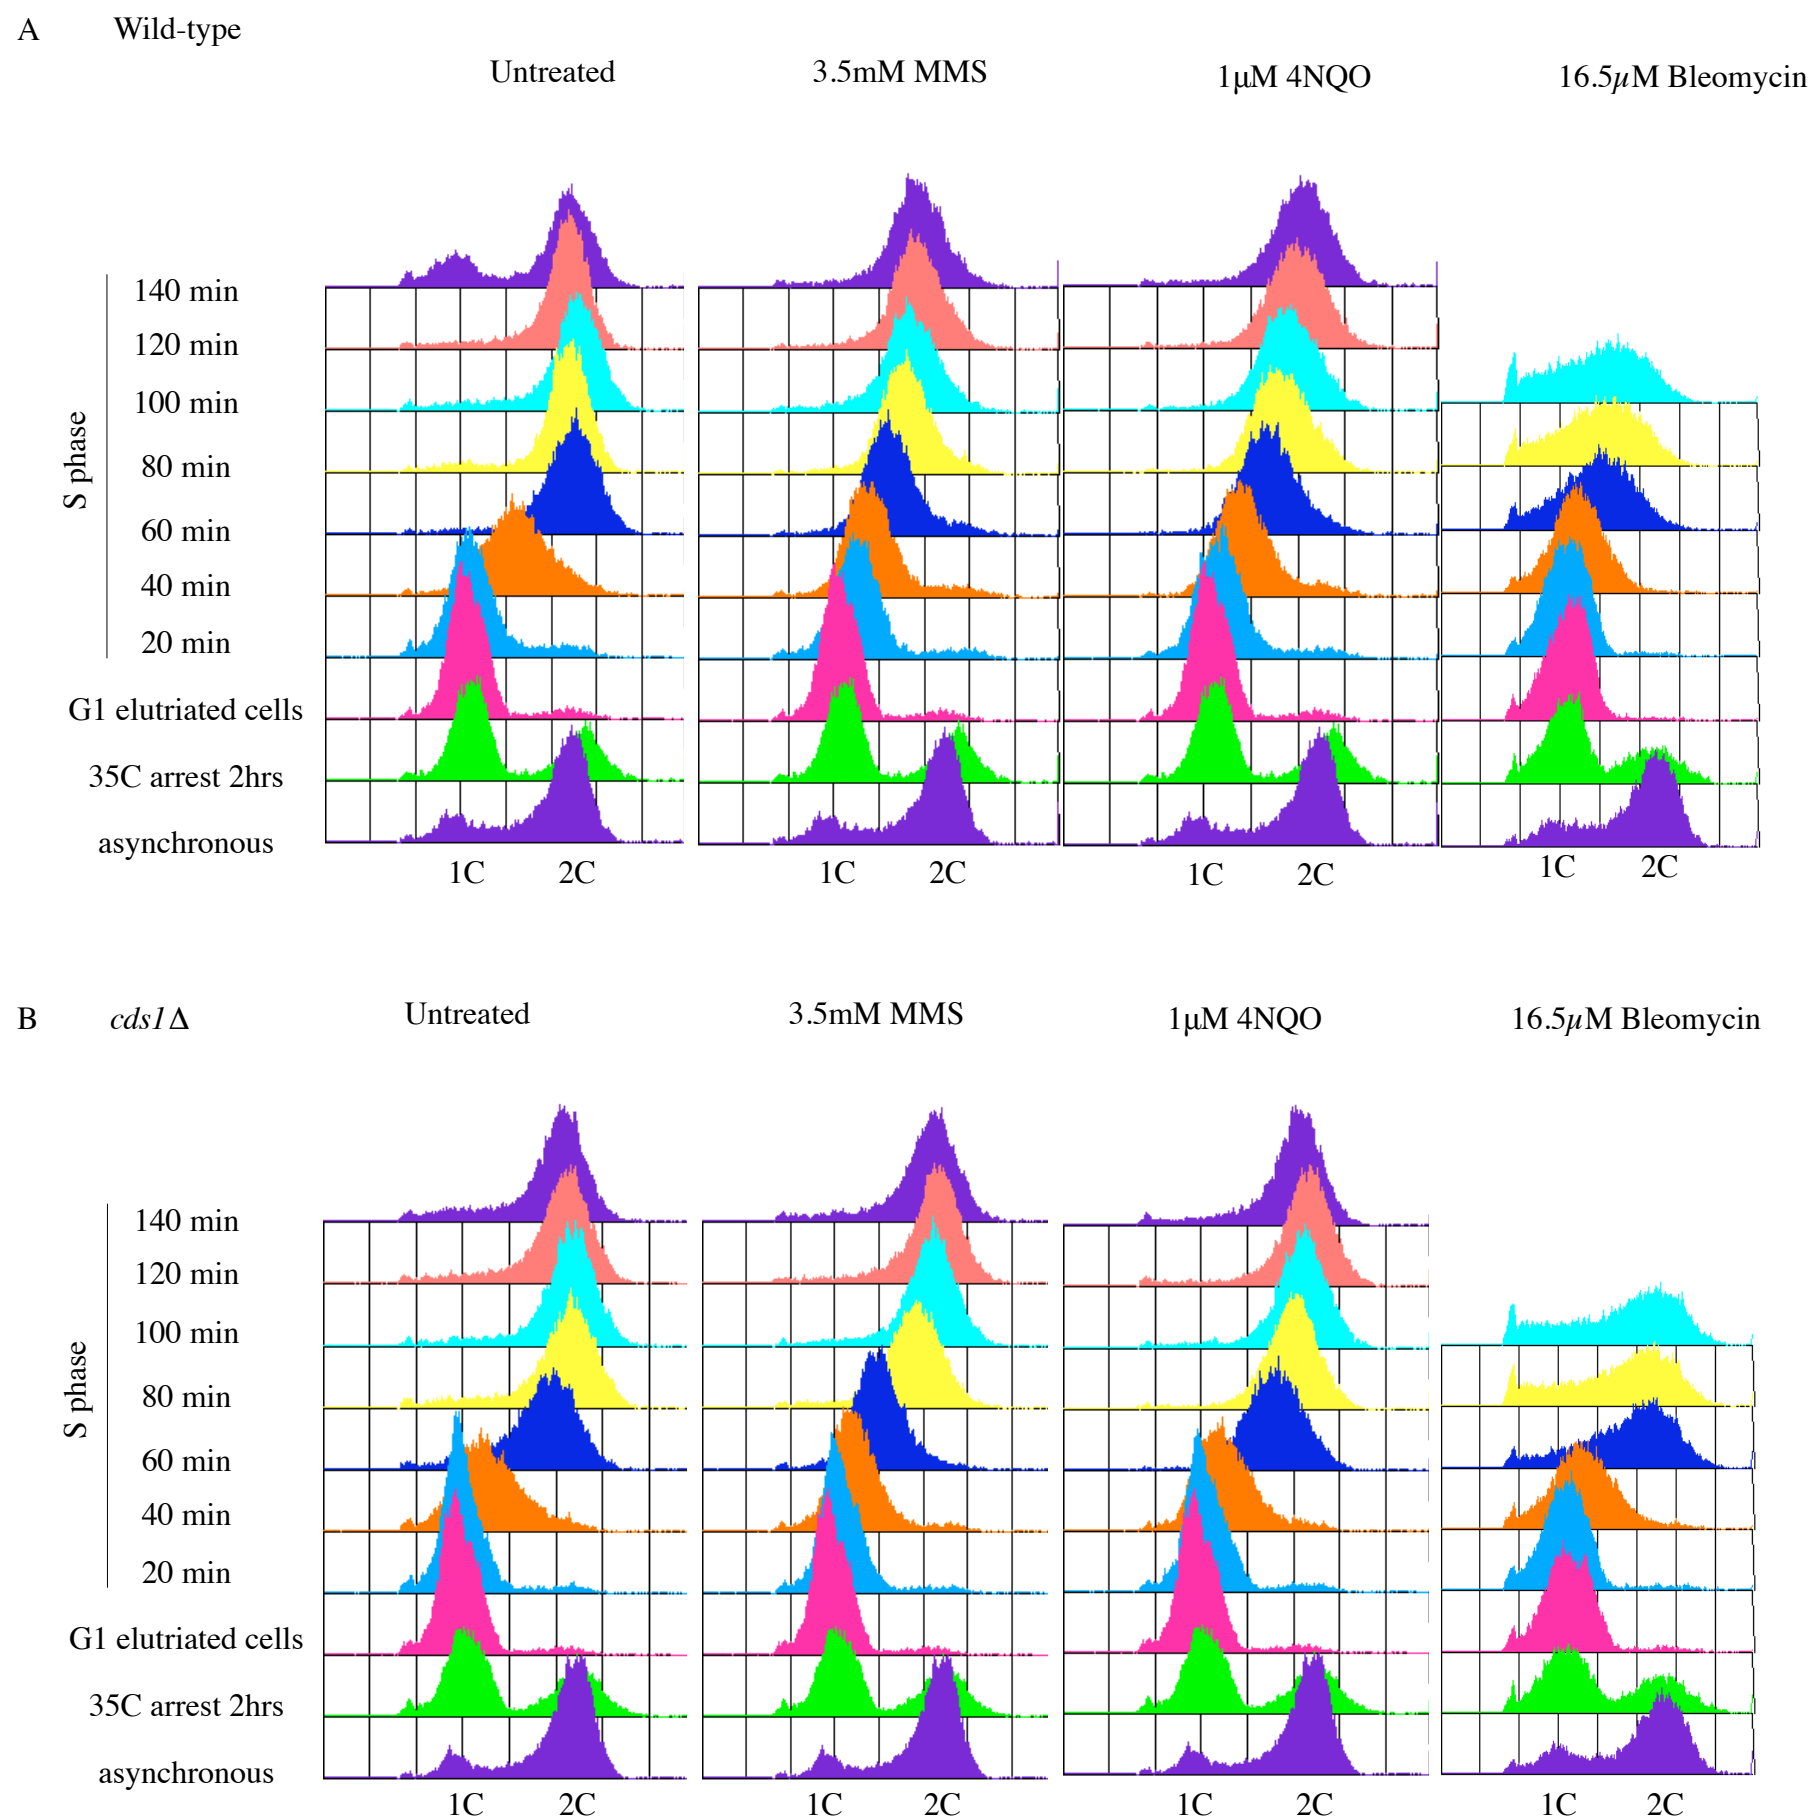 A Wild-type
Untreated 3.5mM MMS 1μM 4NQO 16.5µM Bleomycin
S phase
140 min
120 min
100 min
80 min
60 min
40 min
20 min
G1 elutriated cells
35C arrest 2hrs
asynchronous
1C 2C 1C 2C 1C 2C 1C 2C
B cds1Δ
Untreated 3.5mM MMS 1μM 4NQO 16.5µM Bleomycin
S phase
140 min
120 min
100 min
80 min
60 min
40 min
20 min
G1 elutriated cells
35C arrest 2hrs
asynchronous
1C 2C 1C 2C 1C 2C 1C 2C